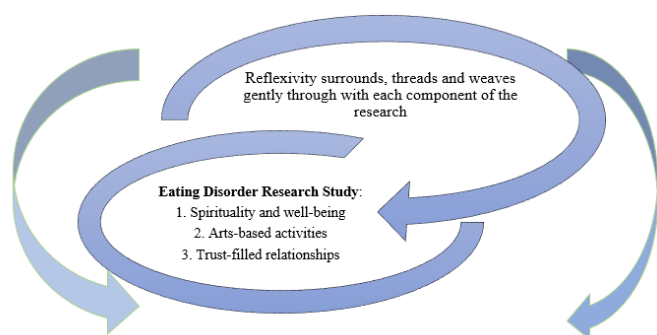 Reflexivity surrounds, threads and weaves
gently through with each component of the
research
Eating Disorder Research Study:
1. Spirituality and well-being
2. Arts-based activities
3. Trust-filled relationships